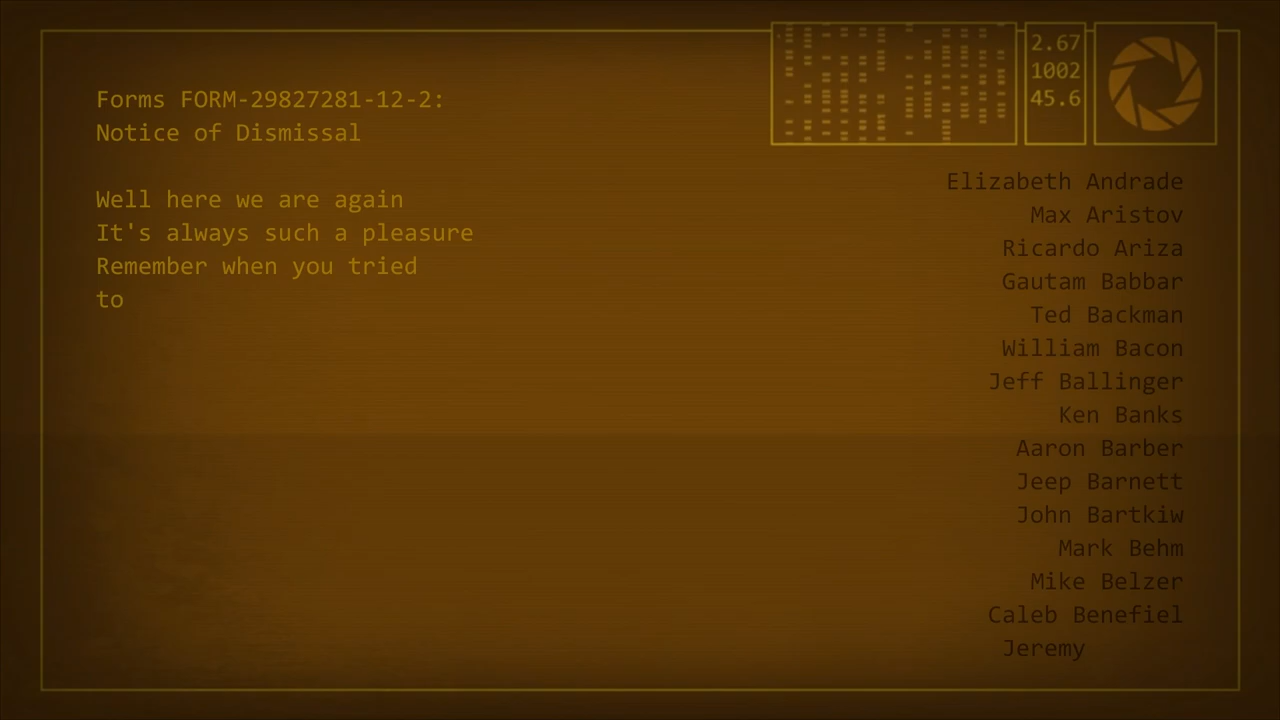 2.67
1002
45.6
Forms FORM-29827281-12-2:
Notice of Dismissal
Well here we are again
It's always such a pleasure
Remember when you tried
to
Elizabeth Andrade
Max Aristov
Ricardo Ariza
Gautam Babbar
Ted Backman
William Bacon
Jeff Ballinger
Ken Banks
Aaron Barber
Jeep Barnett
John Bartkiw
Mark Behm
Mike Belzer
Caleb Benefiel
Jeremy